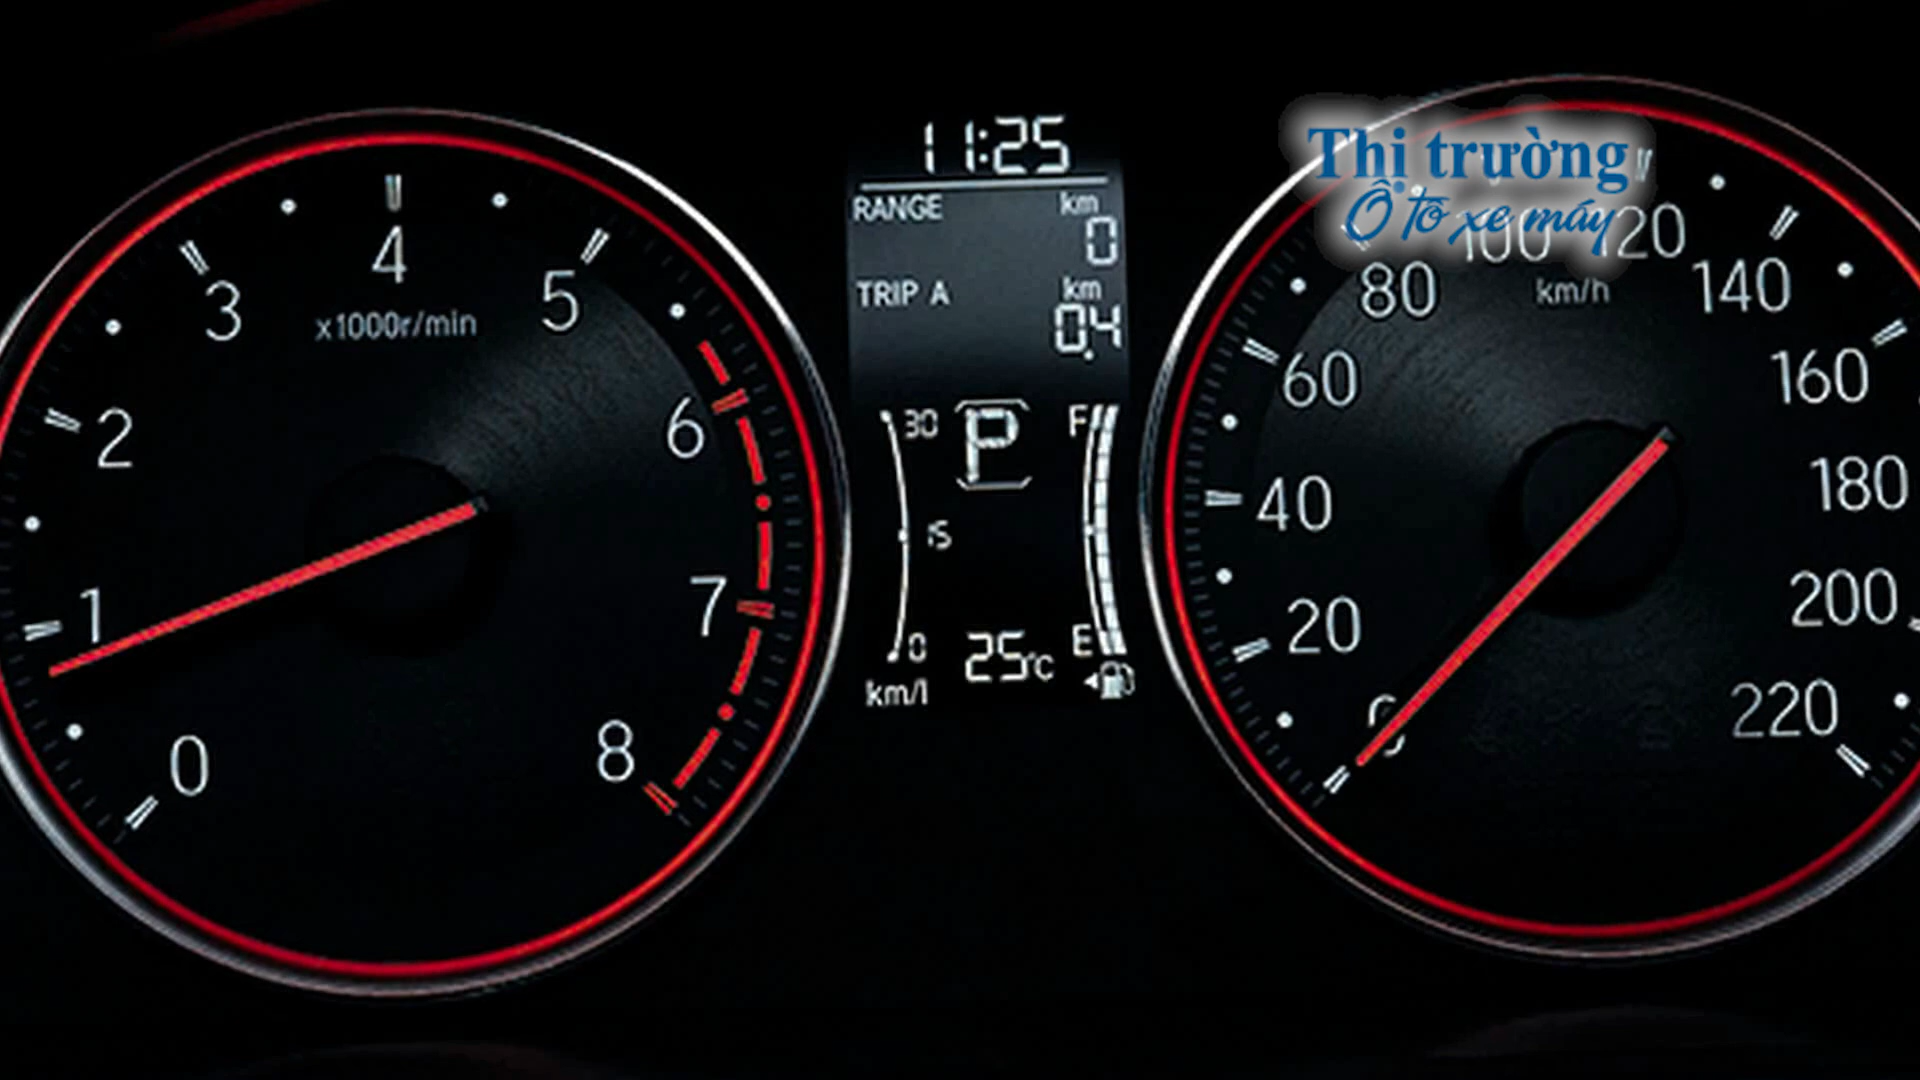 Thị trường
Ô tô xe máy
0
1
2
3
4
5
6
7
8
x1000r/min
11:25
RANGE km
0
TRIP A km
0.4
30
15
0
km/l
P
25°C
F
E
0
20
40
60
80
100
120
140
160
180
200
220
km/h